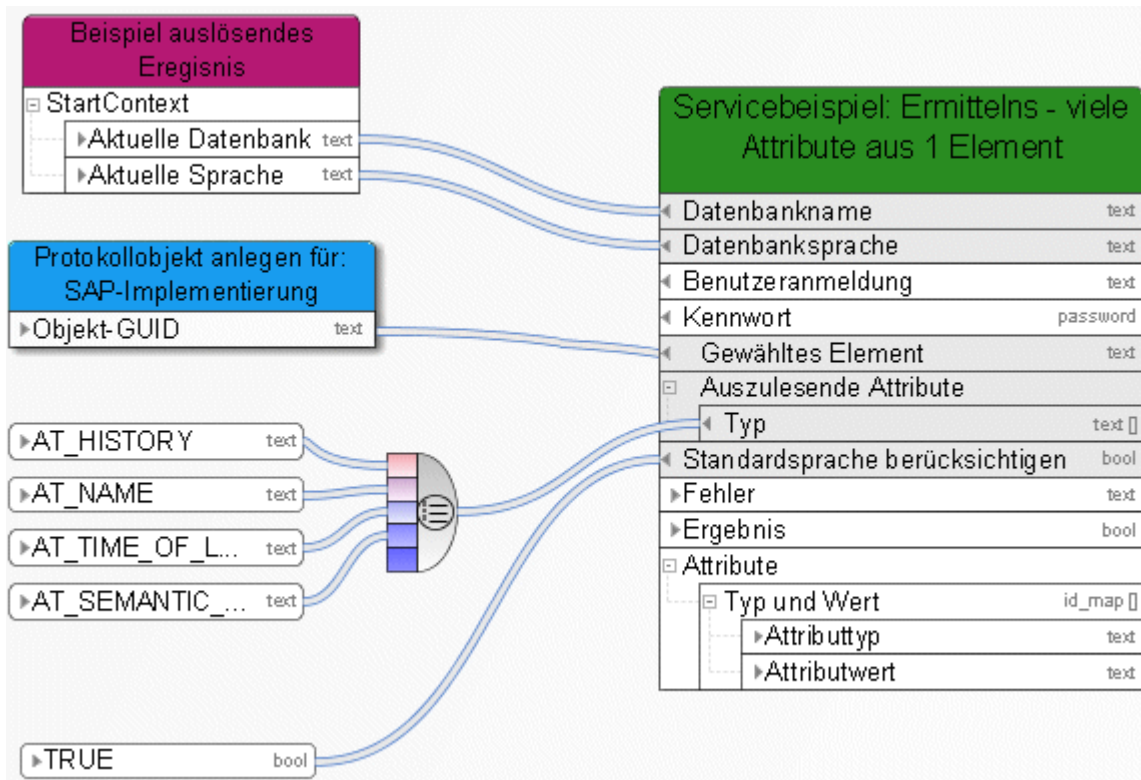 Beispiel auslösendes
Eregisnis
StartContext
Aktuelle Datenbank text
Aktuelle Sprache text
Protokollobjekt anlegen für:
SAP-Implementierung
Objekt-GUID text
AT_HISTORY text
AT_NAME text
AT_TIME_OF_L... text
AT_SEMANTIC_... text
TRUE bool
Servicebeispiel: Ermittelns - viele
Attribute aus 1 Element
Datenbankname text
Datenbanksprache text
Benutzeranmeldung text
Kennwort password
Gewähltes Element text
Auszulesende Attribute
Typ text []
Standardsprache berücksichtigen bool
Fehler text
Ergebnis bool
Attribute
Typ und Wert id_map []
Attributtyp text
Attributwert text